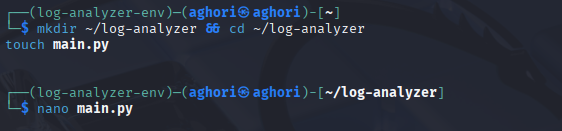 ┌──(log-analyzer-env)─(aghori㉿aghori)-[~]
└─$ mkdir ~/log-analyzer && cd ~/log-analyzer
touch main.py
┌──(log-analyzer-env)─(aghori㉿aghori)-[~/log-analyzer]
└─$ nano main.py